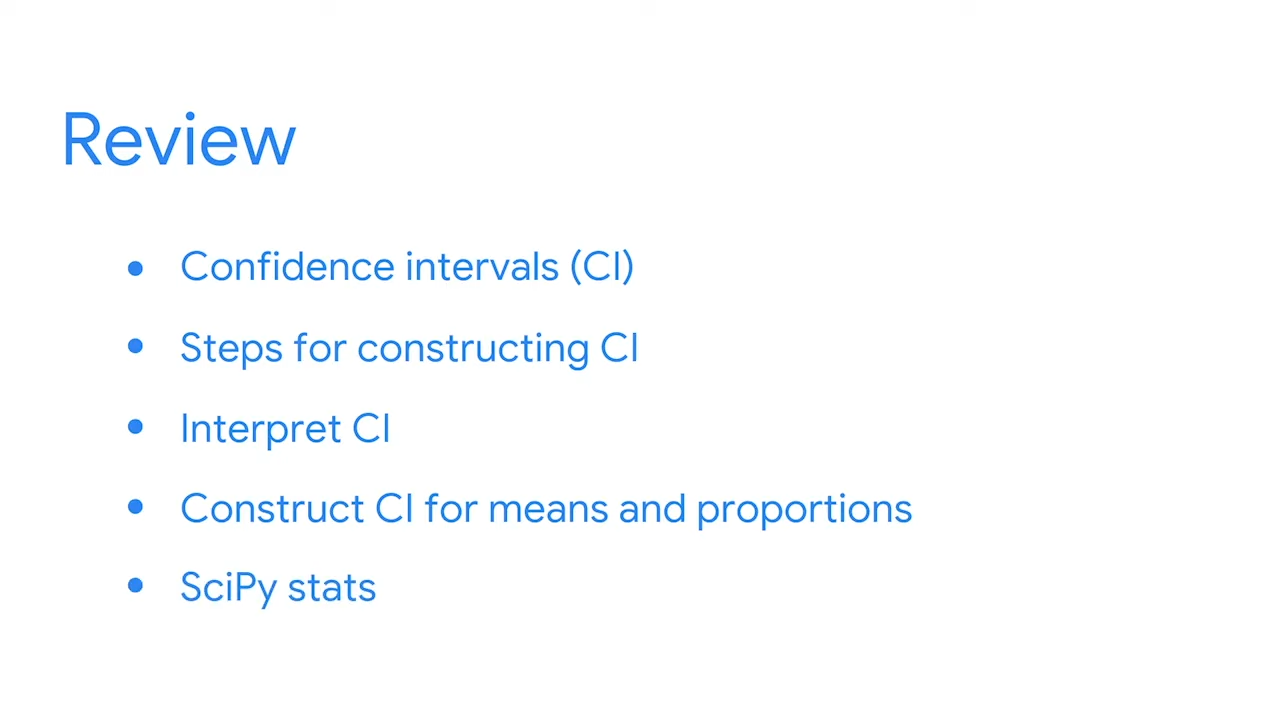 Review
• Confidence intervals (CI)
• Steps for constructing CI
• Interpret CI
• Construct CI for means and proportions
• SciPy stats